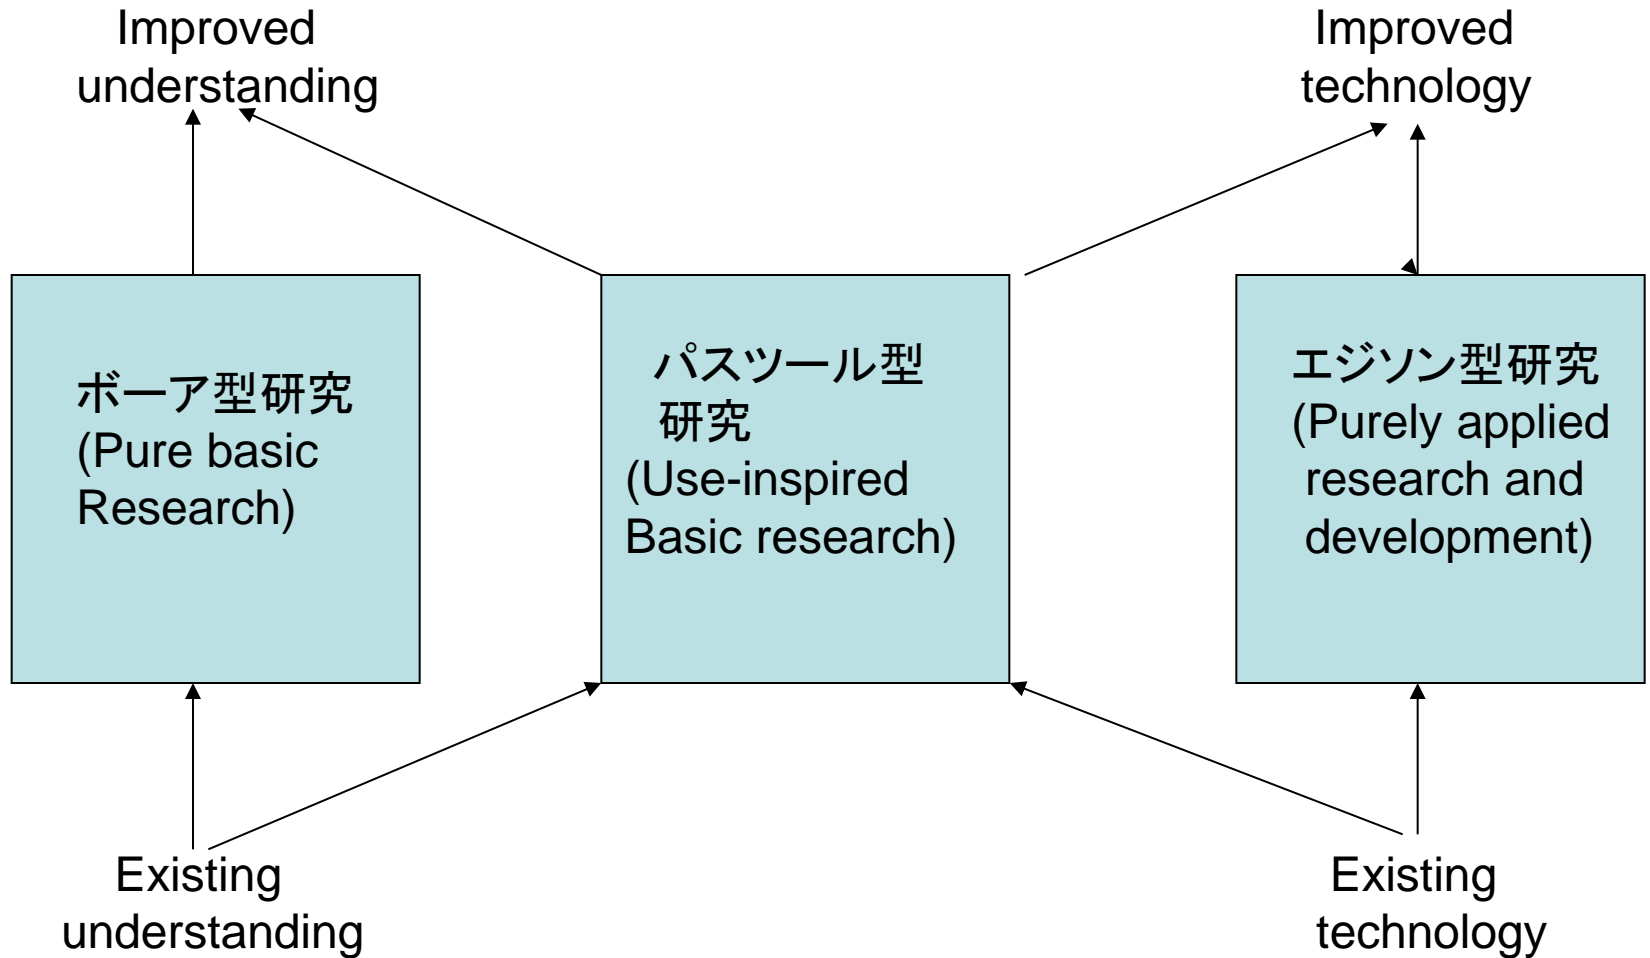 Improved
understanding
Improved
technology
ボーア型研究
(Pure basic
Research)
パスツール型
研究
(Use-inspired
Basic research)
エジソン型研究
(Purely applied
research and
development)
Existing
understanding
Existing
technology